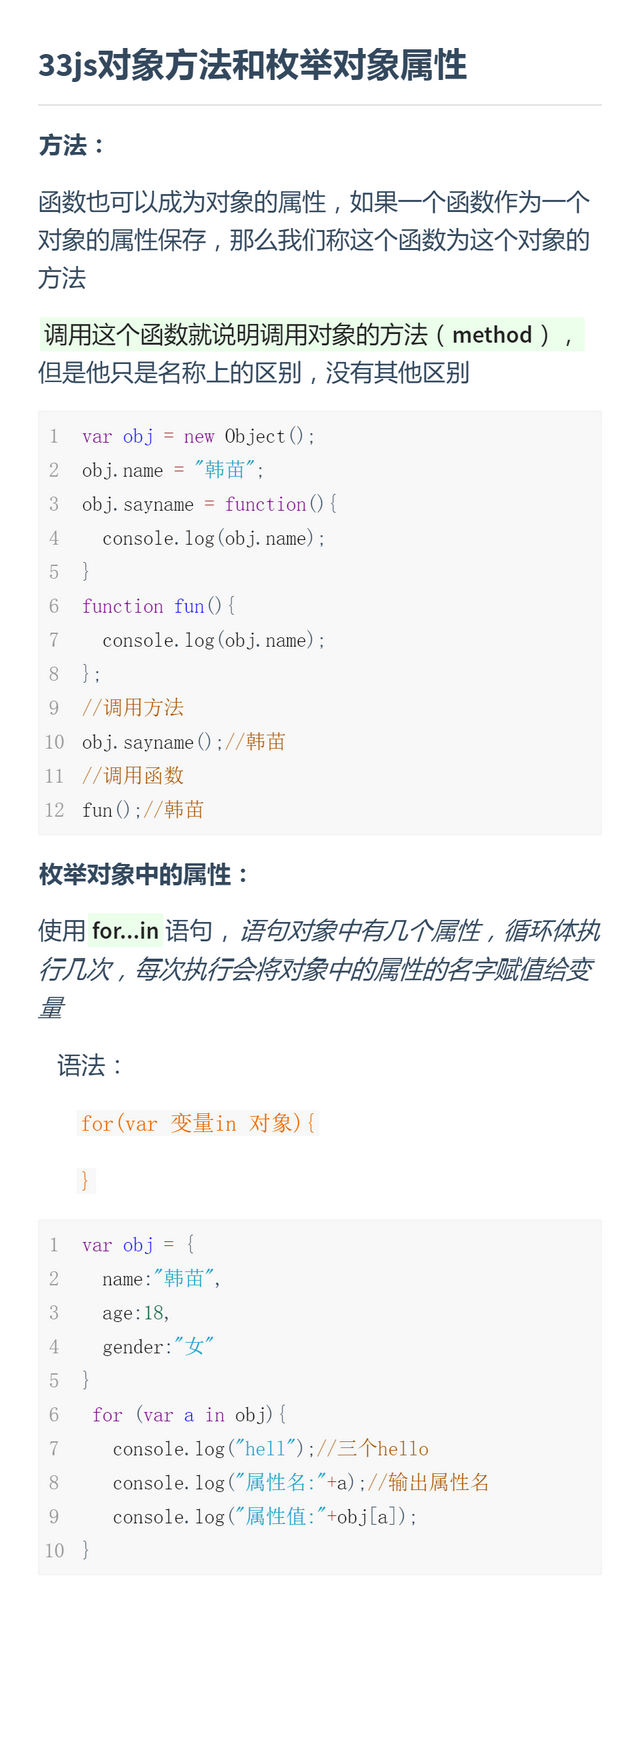 33js对象方法和枚举对象属性
方法：
函数也可以成为对象的属性，如果一个函数作为一个
对象的属性保存，那么我们称这个函数为这个对象的
方法
调用这个函数就说明调用对象的方法（method），
但是他只是名称上的区别，没有其他区别
1 var obj = new Object();
2 obj.name = "韩苗";
3 obj.sayname = function(){
4   console.log(obj.name);
5 }
6 function fun(){
7   console.log(obj.name);
8 };
9 //调用方法
10 obj.sayname();//韩苗
11 //调用函数
12 fun();//韩苗
枚举对象中的属性：
使用for...in语句，语句对象中有几个属性，循环体执
行几次，每次执行会将对象中的属性的名字赋值给变
量
语法：
for(var 变量in 对象){
}
1 var obj = {
2   name:"韩苗",
3   age:18,
4   gender:"女"
5 }
6  for (var a in obj){
7    console.log("hell");//三个hello
8    console.log("属性名:"+a);//输出属性名
9    console.log("属性值:"+obj[a]);
10 }